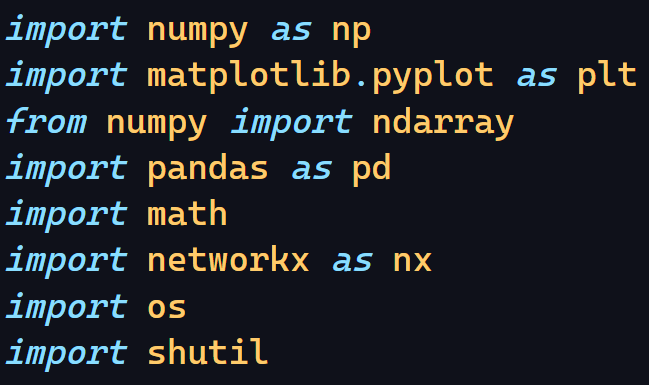 import numpy as np
import matplotlib.pyplot as plt
from numpy import ndarray
import pandas as pd
import math
import networkx as nx
import os
import shutil